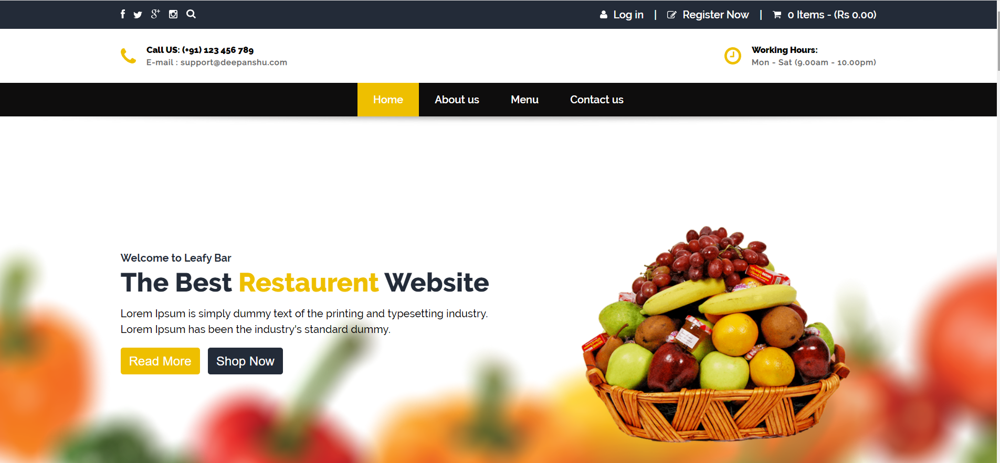 Log in | Register Now | 0 Items - (Rs 0.00)
Call US: (+91) 123 456 789
E-mail : support@deepanshu.com
Working Hours:
Mon - Sat (9.00am - 10.00pm)
Home About us Menu Contact us
Welcome to Leafy Bar
The Best Restaurent Website
Lorem Ipsum is simply dummy text of the printing and typesetting industry.
Lorem Ipsum has been the industry's standard dummy.
Read More Shop Now